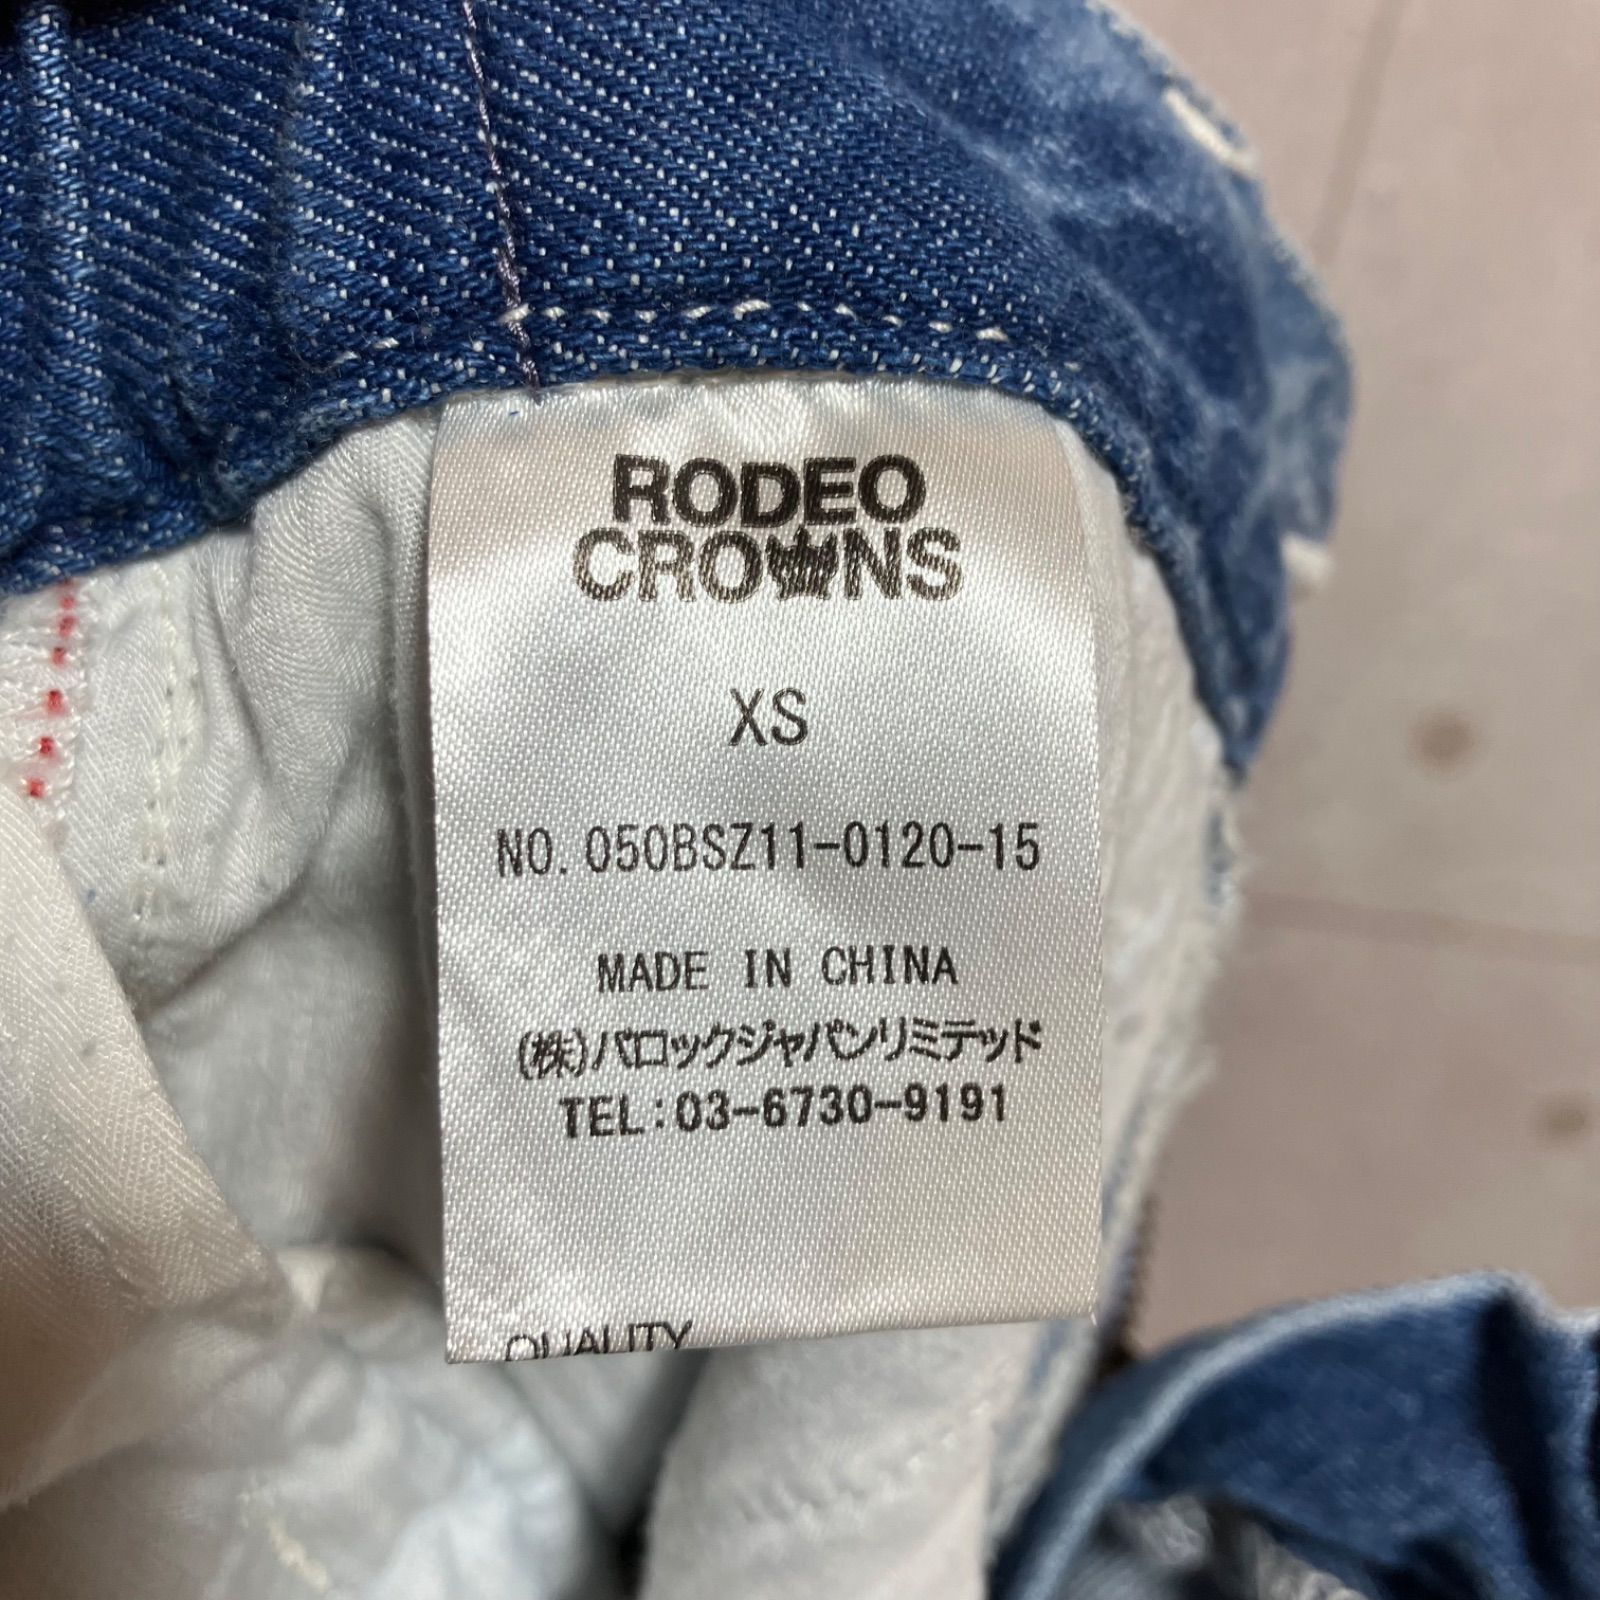 RODEO
CROWNS
XS
NO. 050BSZ11-0120-15
MADE IN CHINA
(株)バロックジャパンリミテッド
TEL:03-6730-9191
QUALITY